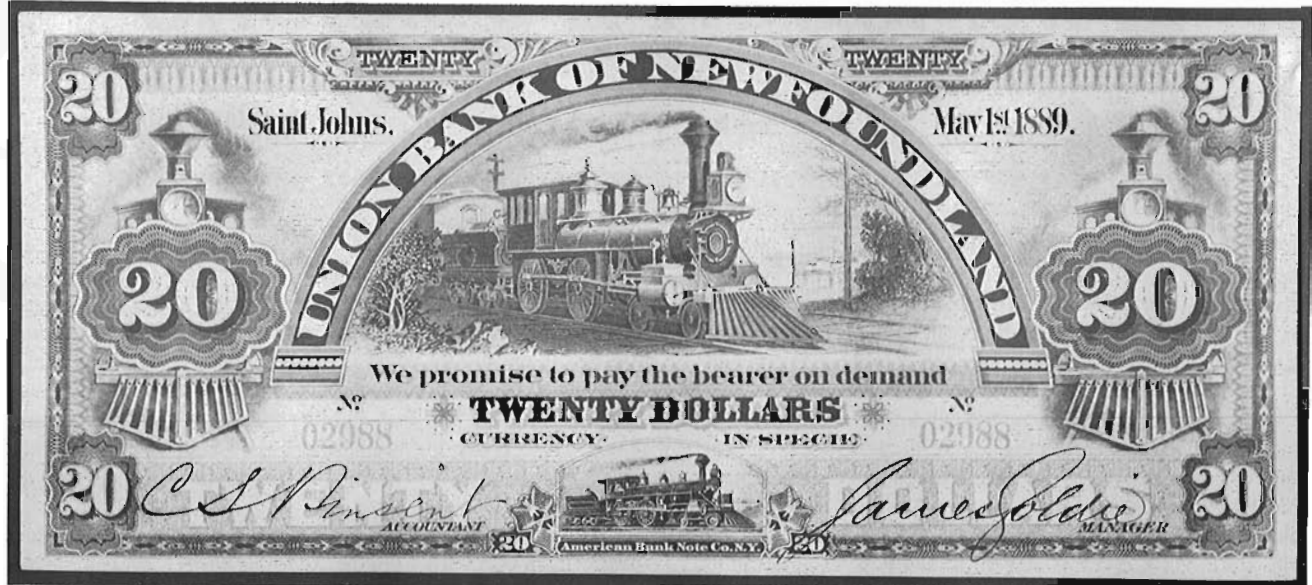 TWENTY TWENTY
20 20
UNION BANK OF NEWFOUNDLAND
Saint Johns, May 1st 1889.
20 20
We promise to pay the bearer on demand
No TWENTY DOLLARS No
02988 CURRENCY IN SPECIE 02988
20 C S Pinsent James Goldie 20
ACCOUNTANT MANAGER
TWENTY DOLLARS
20 American Bank Note Co. N.Y. 20